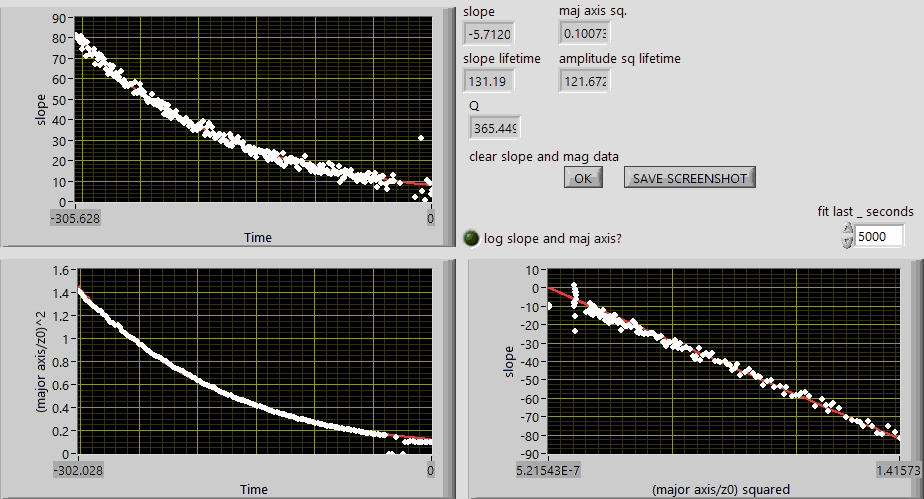 90
80
70
60
50
40
30
20
10
0
slope
-305.628
0
Time
slope
maj axis sq.
-5.7120
0.10073
slope lifetime
amplitude sq lifetime
131.19
121.672
Q
365.449
clear slope and mag data
OK
SAVE SCREENSHOT
fit last _ seconds
log slope and maj axis?
5000
1.6
1.4
1.2
1
0.8
0.6
0.4
0.2
0
(major axis/z0)^2
-302.028
0
Time
10
0
-10
-20
-30
-40
-50
-60
-70
-80
-90
slope
5.21543E-7
1.41573
(major axis/z0) squared